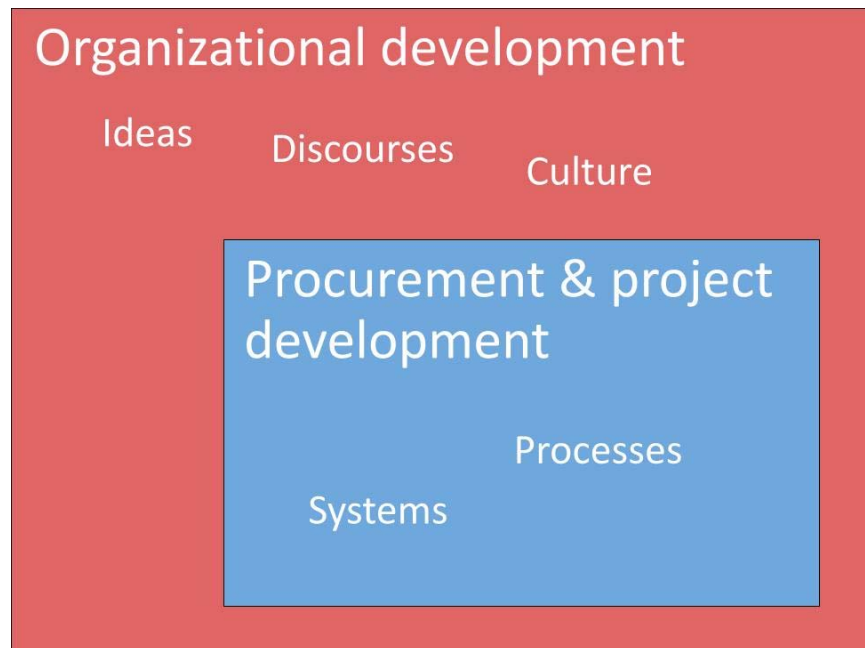 Organizational development
Ideas
Discourses
Culture
Procurement & project
development
Processes
Systems